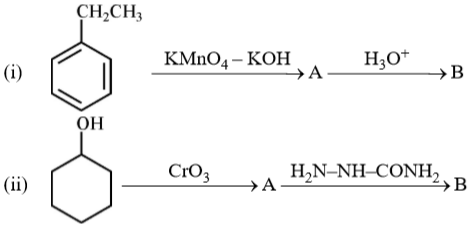 CH₂CH₃
(i) KMnO₄ – KOH A H₃O⁺ B
OH
(ii) CrO₃ A H₂N–NH–CONH₂ B